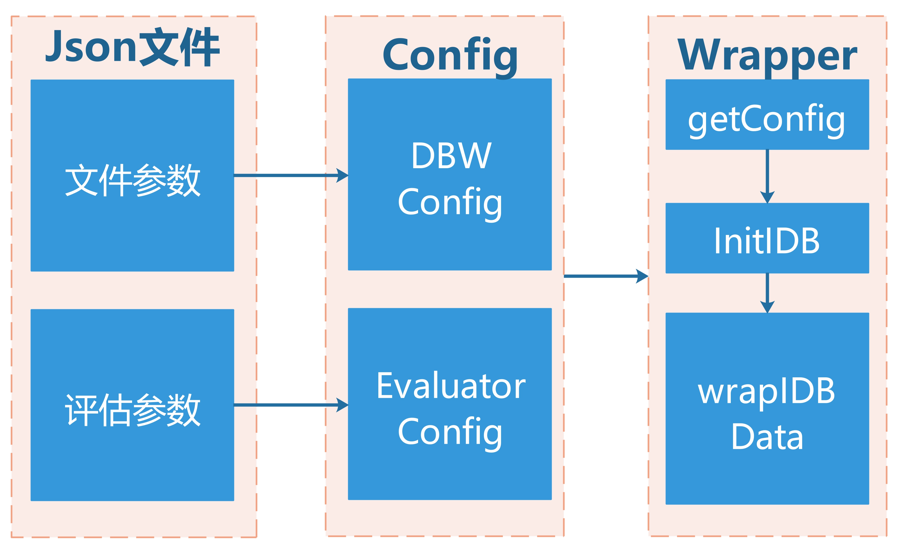 Json文件
文件参数
评估参数
Config
DBW
Config
Evaluator
Config
Wrapper
getConfig
InitIDB
wrapIDB
Data